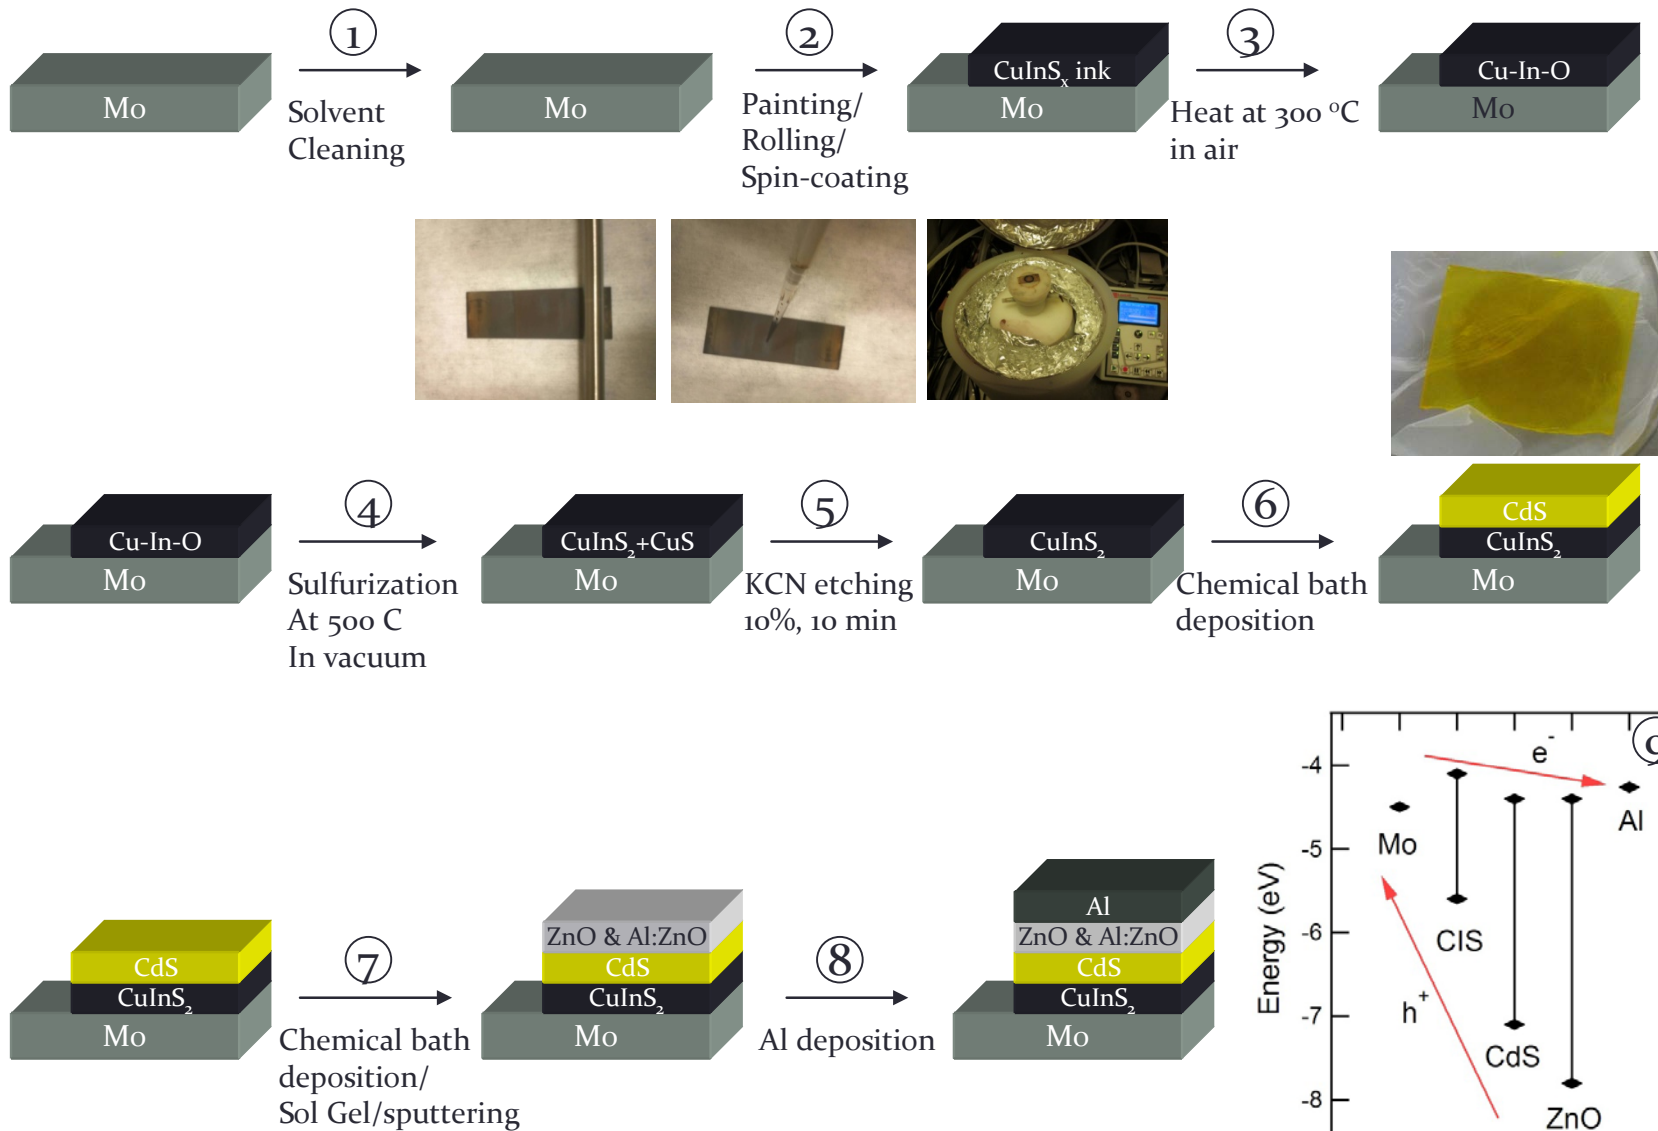 ①
②
③
Mo
Solvent
Cleaning
Mo
Painting/
Rolling/
Spin-coating
CuInSₓ ink
Mo
Heat at 300 ºC
in air
Cu-In-O
Mo
④
⑤
⑥
Cu-In-O
Mo
Sulfurization
At 500 C
In vacuum
CuInS₂+CuS
Mo
KCN etching
10%, 10 min
CuInS₂
Mo
Chemical bath
deposition
CdS
CuInS₂
Mo
⑦
⑧
CdS
CuInS₂
Mo
Chemical bath
deposition/
Sol Gel/sputtering
ZnO & Al:ZnO
CdS
CuInS₂
Mo
Al deposition
Al
ZnO & Al:ZnO
CdS
CuInS₂
Mo
⑨
Energy (eV)
-4
-5
-6
-7
-8
e⁻
h⁺
Mo
CIS
CdS
ZnO
Al